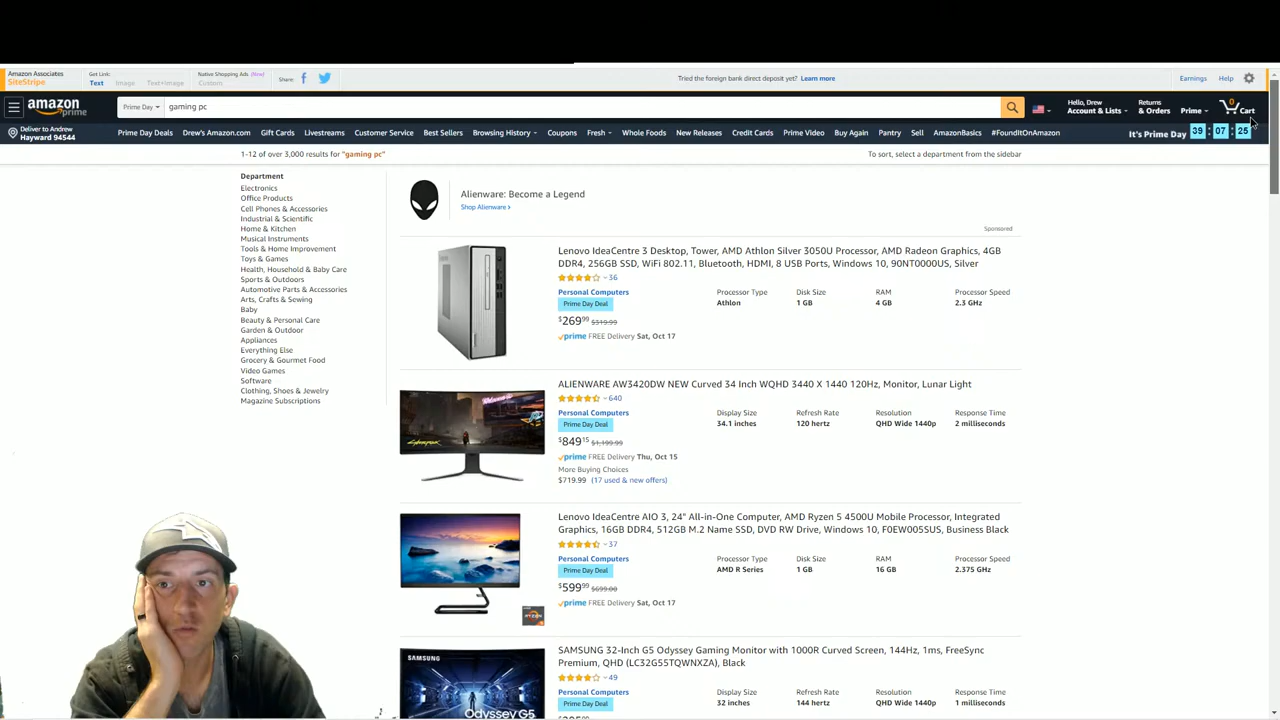 Amazon Associates
SiteStripe
Get Link:
Text Image Text+Image
Native Shopping Ads (New)
Custom
Share:
Tried the foreign bank direct deposit yet? Learn more
Earnings Help
amazon prime
Prime Day gaming pc
Hello, Drew
Account & Lists
Returns
& Orders
Prime
0
Cart
Deliver to Andrew
Hayward 94544
Prime Day Deals Drew's Amazon.com Gift Cards Livestreams Customer Service Best Sellers Browsing History Coupons Fresh Whole Foods New Releases Credit Cards Prime Video Buy Again Pantry Sell AmazonBasics #FoundItOnAmazon
It's Prime Day 39 : 07 : 25
1-12 of over 3,000 results for "gaming pc"
To sort, select a department from the sidebar
Department
Electronics
Office Products
Cell Phones & Accessories
Industrial & Scientific
Home & Kitchen
Musical Instruments
Tools & Home Improvement
Toys & Games
Health, Household & Baby Care
Sports & Outdoors
Automotive Parts & Accessories
Arts, Crafts & Sewing
Baby
Beauty & Personal Care
Garden & Outdoor
Appliances
Everything Else
Grocery & Gourmet Food
Video Games
Software
Clothing, Shoes & Jewelry
Magazine Subscriptions
Alienware: Become a Legend
Shop Alienware ›
Sponsored
Lenovo IdeaCentre 3 Desktop, Tower, AMD Athlon Silver 3050U Processor, AMD Radeon Graphics, 4GB
DDR4, 256GB SSD, WiFi 802.11, Bluetooth, HDMI, 8 USB Ports, Windows 10, 90NT0000US, Silver
36
Personal Computers
Prime Day Deal
$269.99 $319.99
prime FREE Delivery Sat, Oct 17
Processor Type Disk Size RAM Processor Speed
Athlon 1 GB 4 GB 2.3 GHz
ALIENWARE AW3420DW NEW Curved 34 Inch WQHD 3440 X 1440 120Hz, Monitor, Lunar Light
640
Personal Computers
Prime Day Deal
$849.15 $1,199.99
prime FREE Delivery Thu, Oct 15
More Buying Choices
$719.99 (17 used & new offers)
Display Size Refresh Rate Resolution Response Time
34.1 inches 120 hertz QHD Wide 1440p 2 milliseconds
Lenovo IdeaCentre AIO 3, 24" All-in-One Computer, AMD Ryzen 5 4500U Mobile Processor, Integrated
Graphics, 16GB DDR4, 512GB M.2 Name SSD, DVD RW Drive, Windows 10, F0EW005SUS, Business Black
37
Personal Computers
Prime Day Deal
$599.99 $699.00
prime FREE Delivery Sat, Oct 17
Processor Type Disk Size RAM Processor Speed
AMD R Series 1 GB 16 GB 2.375 GHz
RYZEN
SAMSUNG 32-Inch G5 Odyssey Gaming Monitor with 1000R Curved Screen, 144Hz, 1ms, FreeSync
Premium, QHD (LC32G55TQWNXZA), Black
49
Personal Computers
Prime Day Deal
Display Size Refresh Rate Resolution Response Time
32 inches 144 hertz QHD Wide 1440p 1 milliseconds
SAMSUNG
Odyssey G5